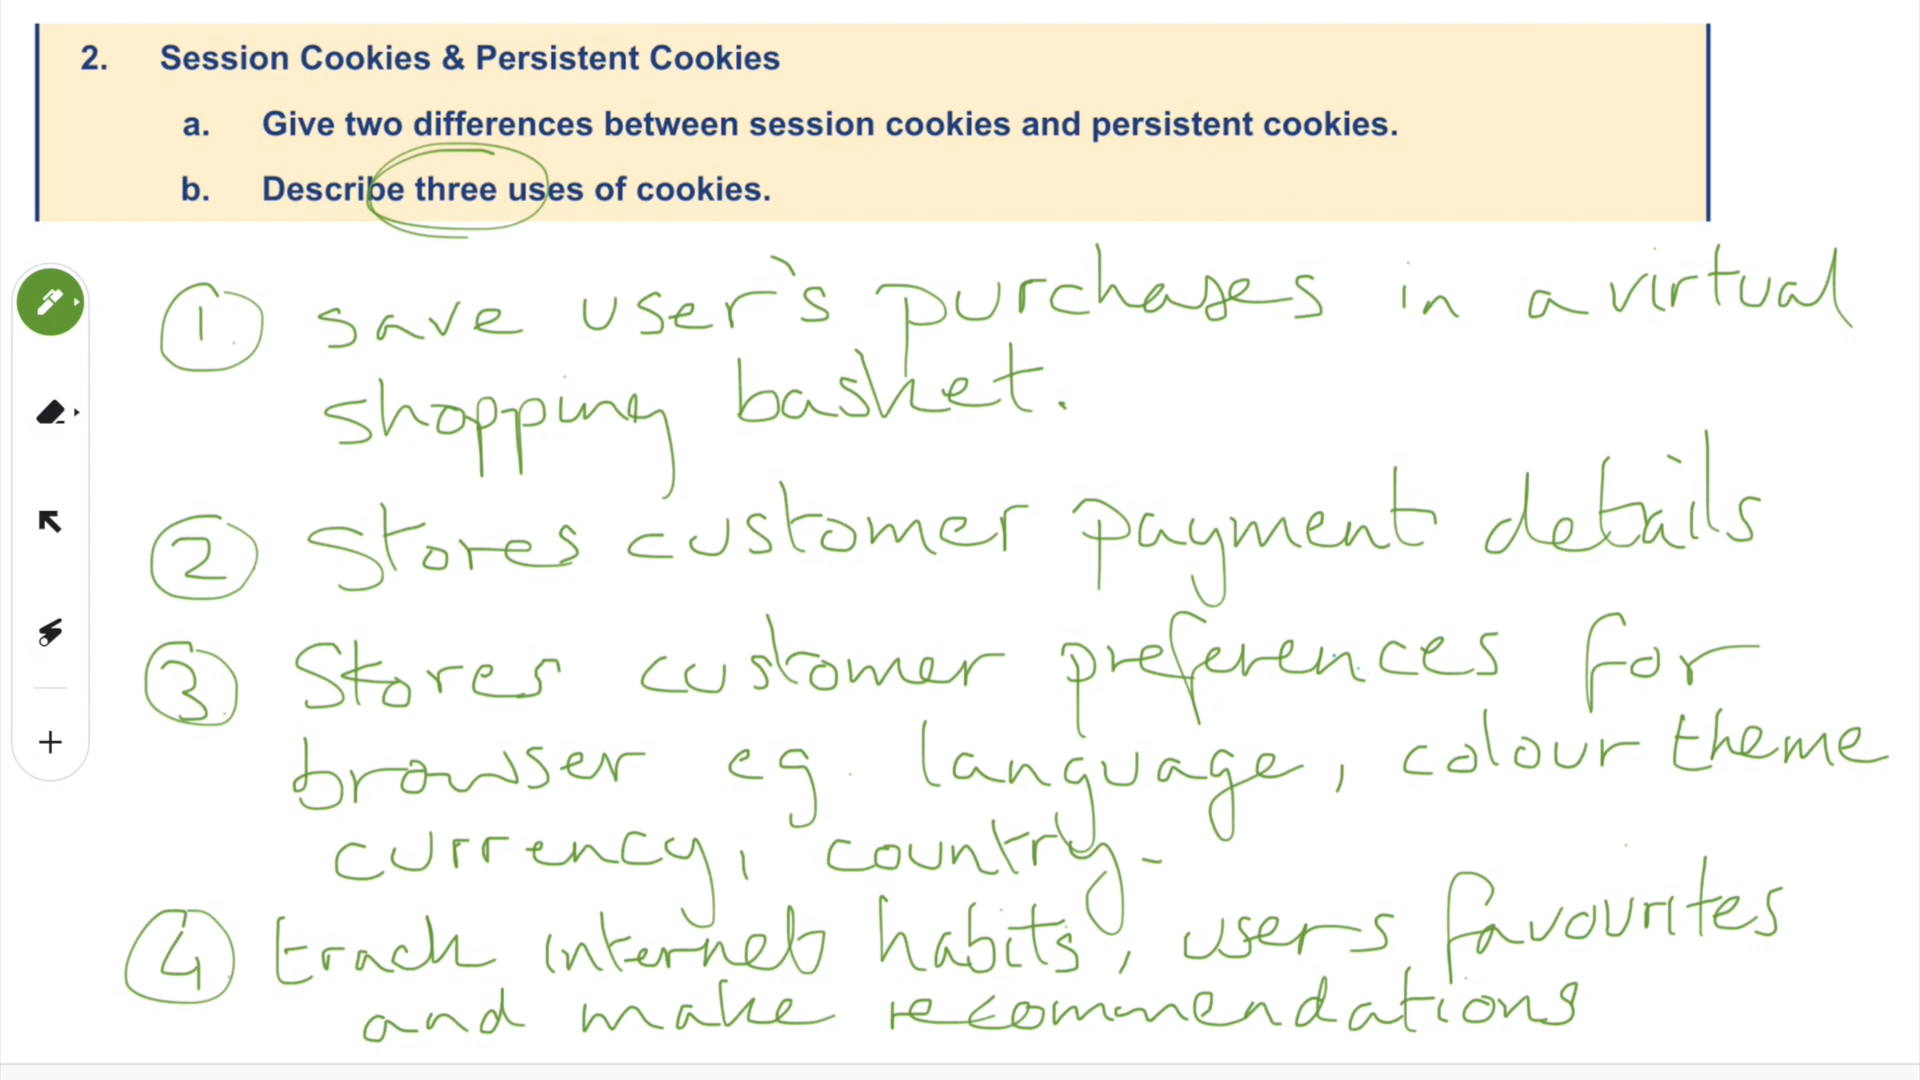 2. Session Cookies & Persistent Cookies
a. Give two differences between session cookies and persistent cookies.
b. Describe three uses of cookies.
1 save user's purchases in a virtual
shopping basket.
2 Stores customer payment details
3 Stores customer preferences for
browser eg. language, colour theme
currency, country.
4 track internet habits, users favourites
and make recommendations